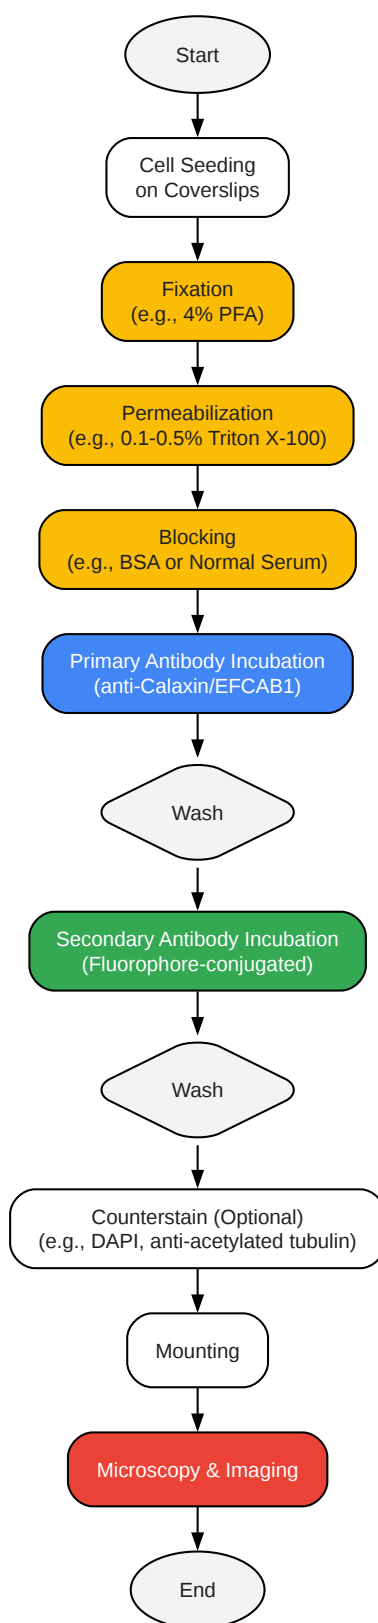 Start
Cell Seeding
on Coverslips
Fixation
(e.g., 4% PFA)
Permeabilization
(e.g., 0.1-0.5% Triton X-100)
Blocking
(e.g., BSA or Normal Serum)
Primary Antibody Incubation
(anti-Calaxin/EFCAB1)
Wash
Secondary Antibody Incubation
(Fluorophore-conjugated)
Wash
Counterstain (Optional)
(e.g., DAPI, anti-acetylated tubulin)
Mounting
Microscopy & Imaging
End